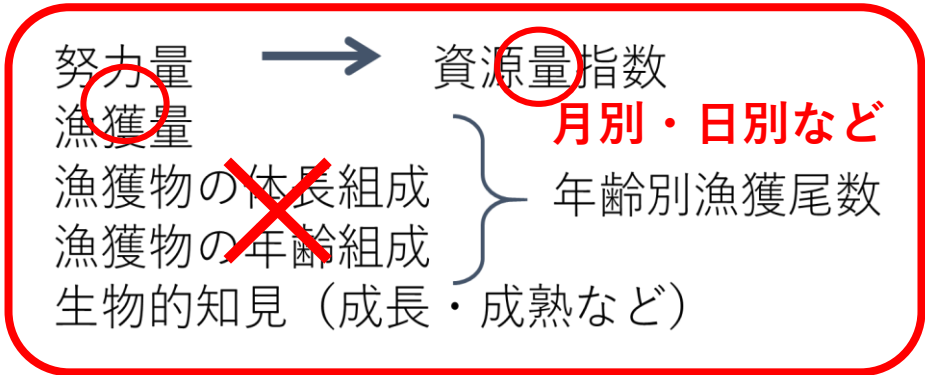 努力量
漁獲量
漁獲物の体長組成
漁獲物の年齢組成
生物的知見（成長・成熟など）
資源量指数
月別・日別など
年齢別漁獲尾数